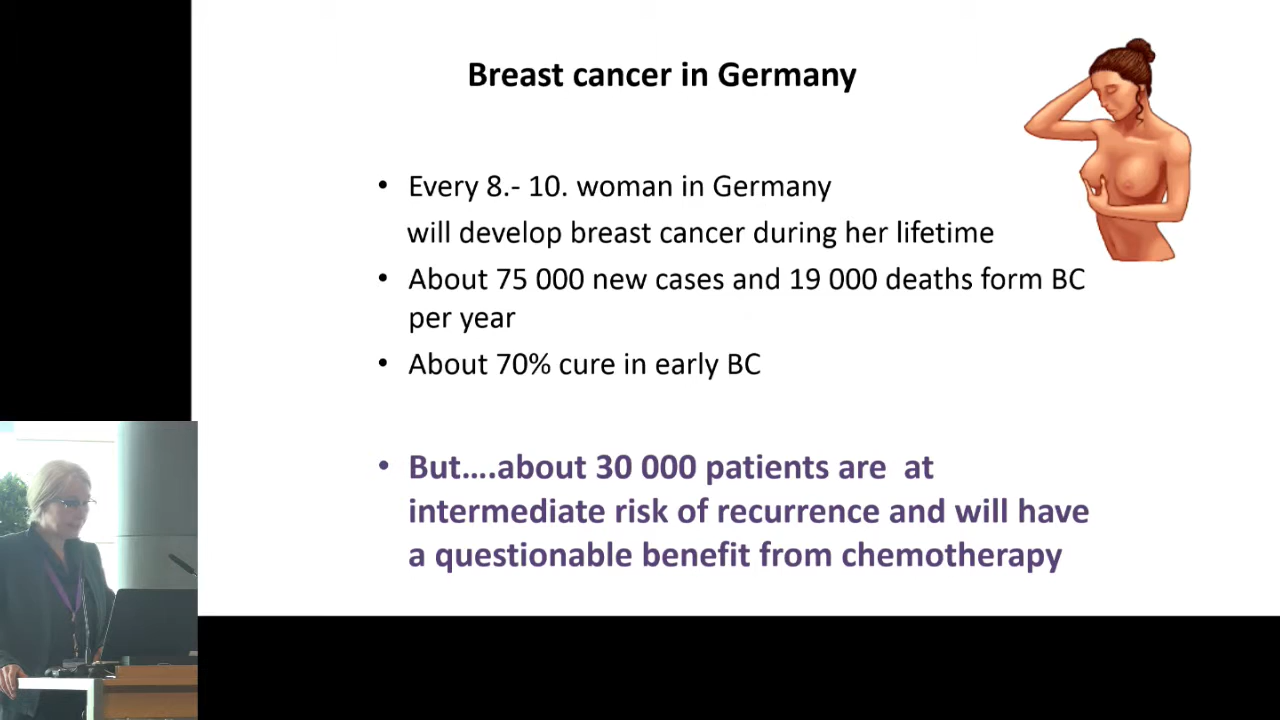 Breast cancer in Germany
• Every 8.- 10. woman in Germany
will develop breast cancer during her lifetime
• About 75 000 new cases and 19 000 deaths form BC
per year
• About 70% cure in early BC
• But….about 30 000 patients are  at
intermediate risk of recurrence and will have
a questionable benefit from chemotherapy